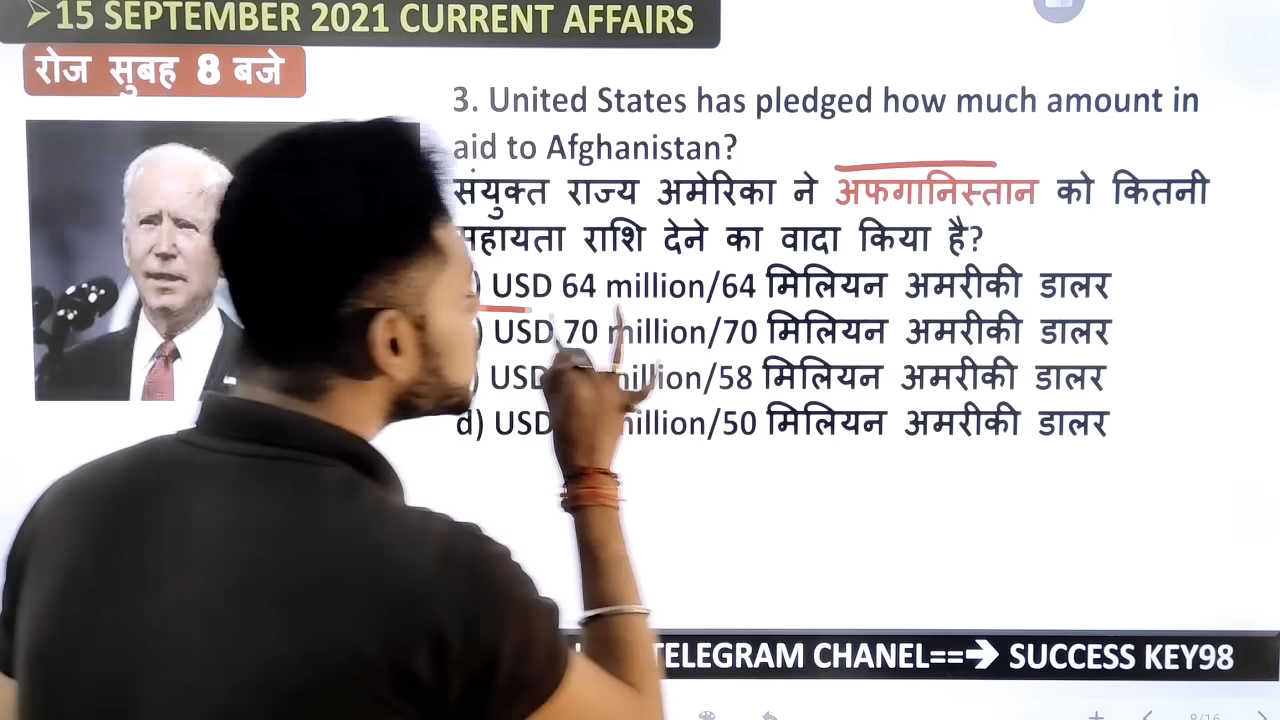 ➢15 SEPTEMBER 2021 CURRENT AFFAIRS
रोज सुबह 8 बजे
3. United States has pledged how much amount in
aid to Afghanistan?
संयुक्त राज्य अमेरिका ने अफगानिस्तान को कितनी
सहायता राशि देने का वादा किया है?
) USD 64 million/64 मिलियन अमरीकी डालर
) USD 70 million/70 मिलियन अमरीकी डालर
) USD million/58 मिलियन अमरीकी डालर
d) USD million/50 मिलियन अमरीकी डालर
TELEGRAM CHANEL==➔ SUCCESS KEY98
8/16